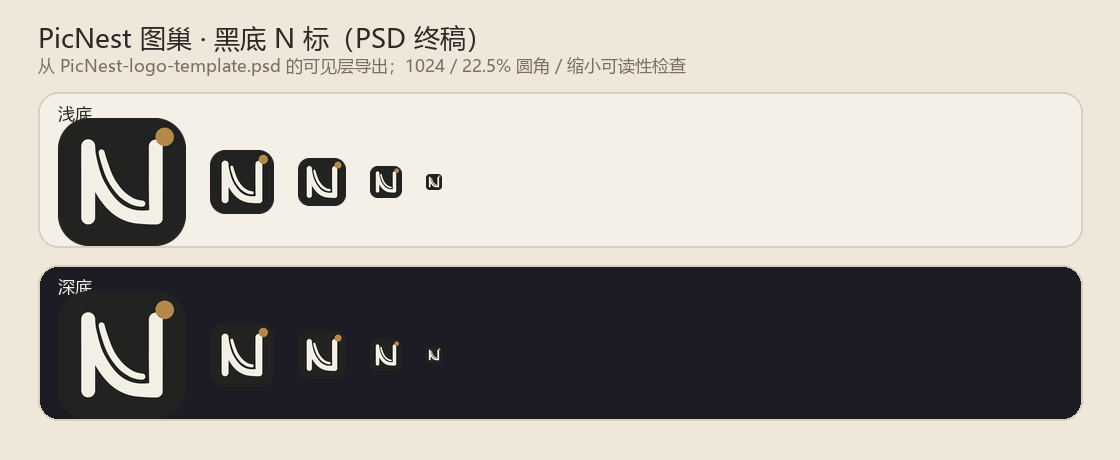 PicNest 图巢 · 黑底 N 标（PSD 终稿）
从 PicNest-logo-template.psd 的可见层导出；1024 / 22.5% 圆角 / 缩小可读性检查
浅底
N N N N N
深底
N N N N N